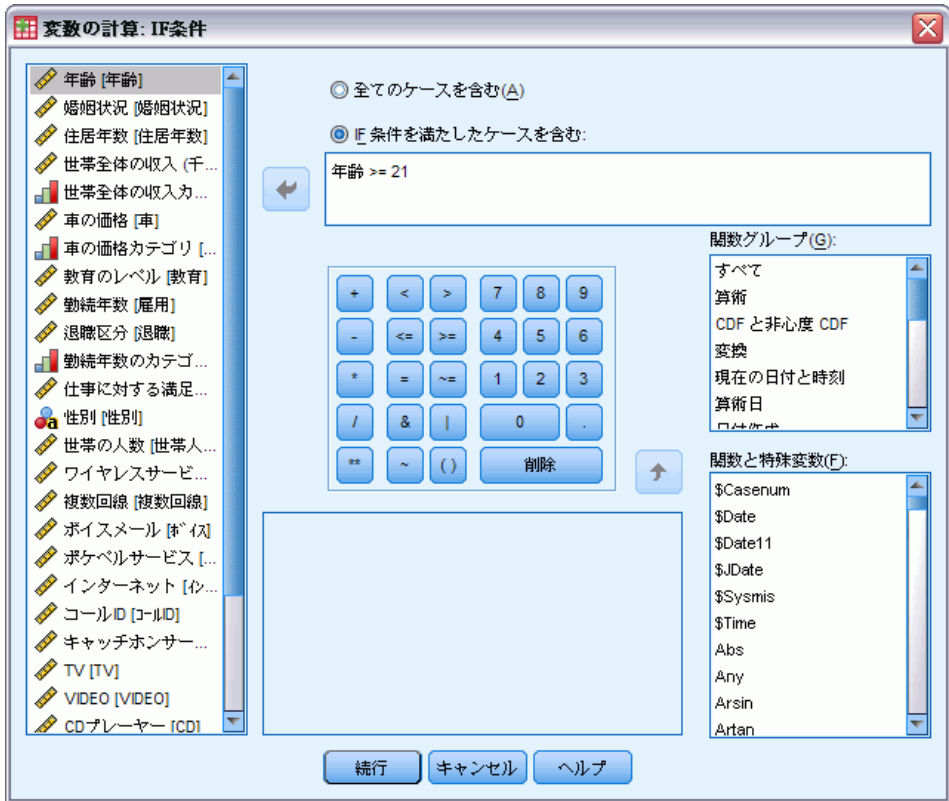 変数の計算: IF条件
年齢 [年齢]
婚姻状況 [婚姻状況]
住居年数 [住居年数]
世帯全体の収入 (千...
世帯全体の収入カ...
車の価格 [車]
車の価格カテゴリ [...
教育のレベル [教育]
勤続年数 [雇用]
退職区分 [退職]
勤続年数のカテゴ...
仕事に対する満足...
性別 [性別]
世帯の人数 [世帯人...
ワイヤレスサービ...
複数回線 [複数回線]
ボイスメール [ﾎﾞｲｽ]
ポケベルサービス [...
インターネット [ｲﾝ...
コールID [ｺｰﾙID]
キャッチホンサー...
TV [TV]
VIDEO [VIDEO]
CDプレーヤー [CD]
全てのケースを含む(A)
IF 条件を満たしたケースを含む:
年齢 >= 21
+ < > 7 8 9
- <= >= 4 5 6
* = ~= 1 2 3
/ & | 0 .
** ~ ( ) 削除
関数グループ(G):
すべて
算術
CDF と非心度 CDF
変換
現在の日付と時刻
算術日
日付作成
関数と特殊変数(F):
$Casenum
$Date
$Date11
$JDate
$Sysmis
$Time
Abs
Any
Arsin
Artan
続行
キャンセル
ヘルプ